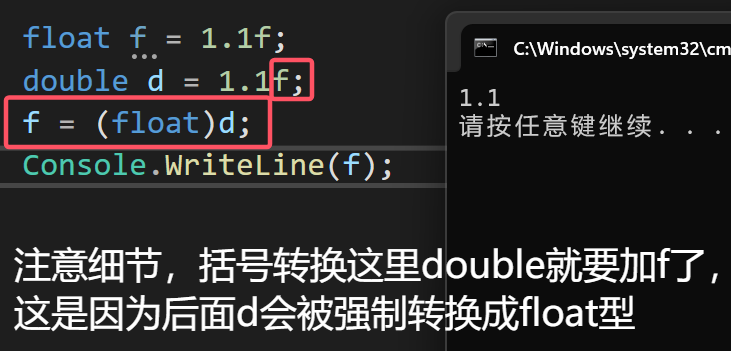 float f = 1.1f;
double d = 1.1f;
f = (float)d;
Console.WriteLine(f);
C:\Windows\system32\cm
1.1
请按任意键继续. . .
注意细节，括号转换这里double就要加f了，
这是因为后面d会被强制转换成float型